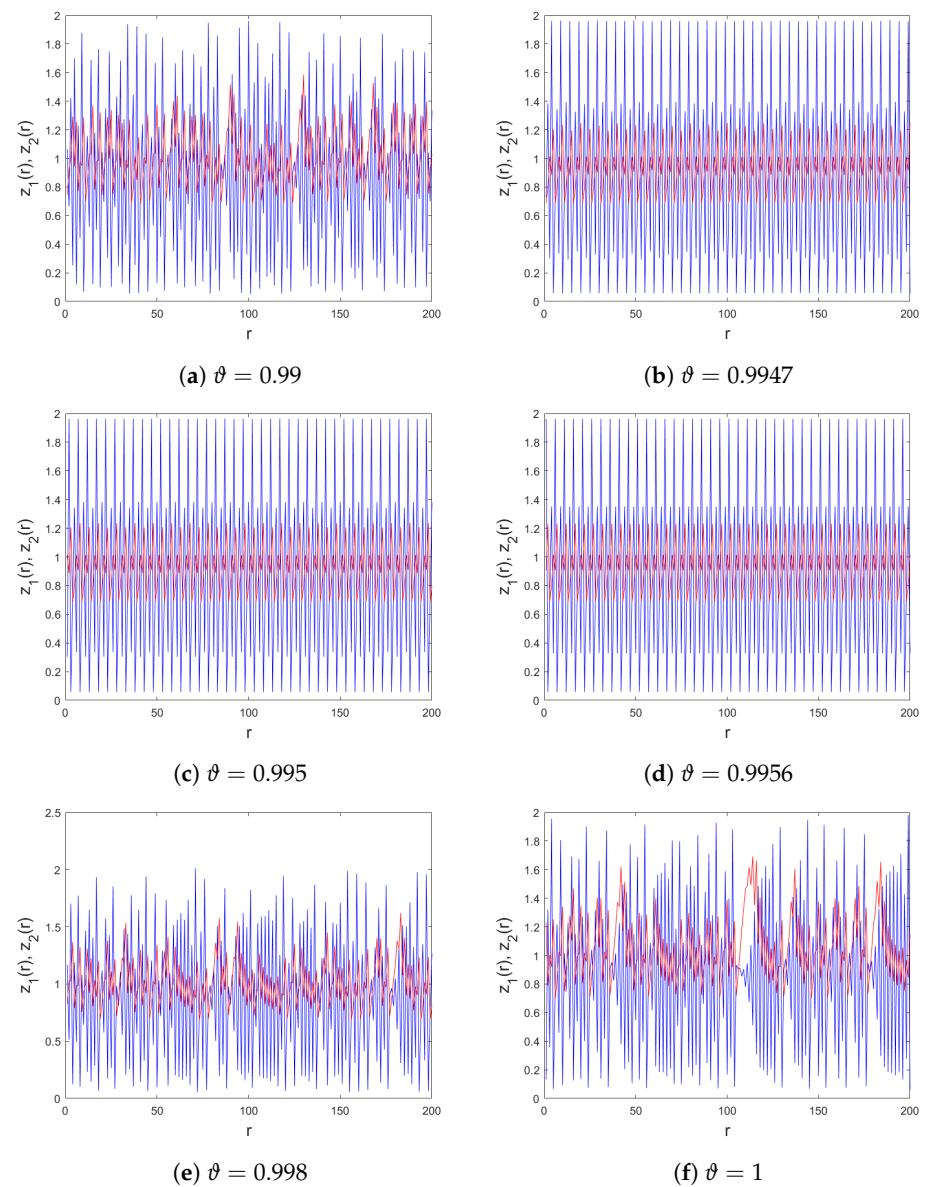 2
1.8
1.6
1.4
1.2
1
0.8
0.6
0.4
0.2
0
z₁(r), z₂(r)
0 50 100 150 200
r
(a) ϑ = 0.99
2
1.8
1.6
1.4
1.2
1
0.8
0.6
0.4
0.2
0
z₁(r), z₂(r)
0 50 100 150 200
r
(b) ϑ = 0.9947
2
1.8
1.6
1.4
1.2
1
0.8
0.6
0.4
0.2
0
z₁(r), z₂(r)
0 50 100 150 200
r
(c) ϑ = 0.995
2
1.8
1.6
1.4
1.2
1
0.8
0.6
0.4
0.2
0
z₁(r), z₂(r)
0 50 100 150 200
r
(d) ϑ = 0.9956
2.5
2
1.5
1
0.5
0
z₁(r), z₂(r)
0 50 100 150 200
r
(e) ϑ = 0.998
2
1.8
1.6
1.4
1.2
1
0.8
0.6
0.4
0.2
0
z₁(r), z₂(r)
0 50 100 150 200
r
(f) ϑ = 1